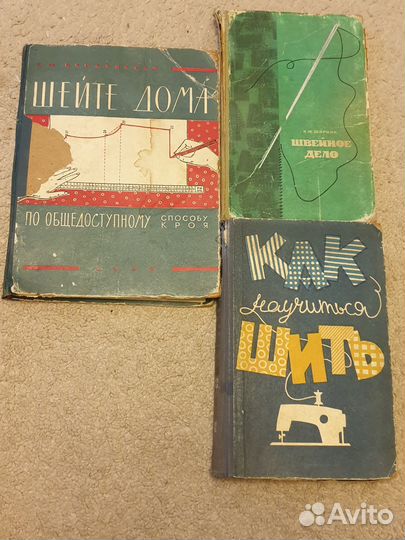 ШЕЙТЕ ДОМА
ПО ОБЩЕДОСТУПНОМУ СПОСОБУ
КРОЯ
ШВЕЙНОЕ
ДЕЛО
КАК
научиться
ШИТЬ
Avito